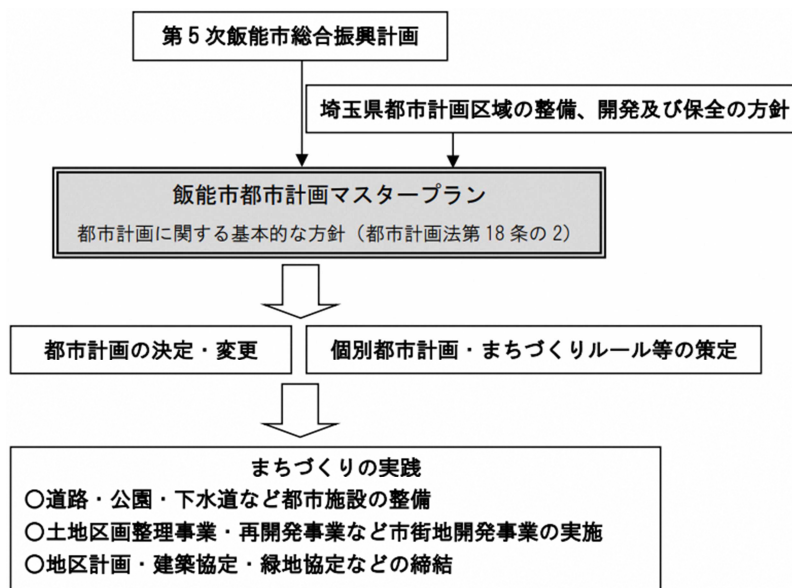 第5次飯能市総合振興計画
埼玉県都市計画区域の整備、開発及び保全の方針
飯能市都市計画マスタープラン
都市計画に関する基本的な方針（都市計画法第18条の2）
都市計画の決定・変更
個別都市計画・まちづくりルール等の策定
まちづくりの実践
○道路・公園・下水道など都市施設の整備
○土地区画整理事業・再開発事業など市街地開発事業の実施
○地区計画・建築協定・緑地協定などの締結